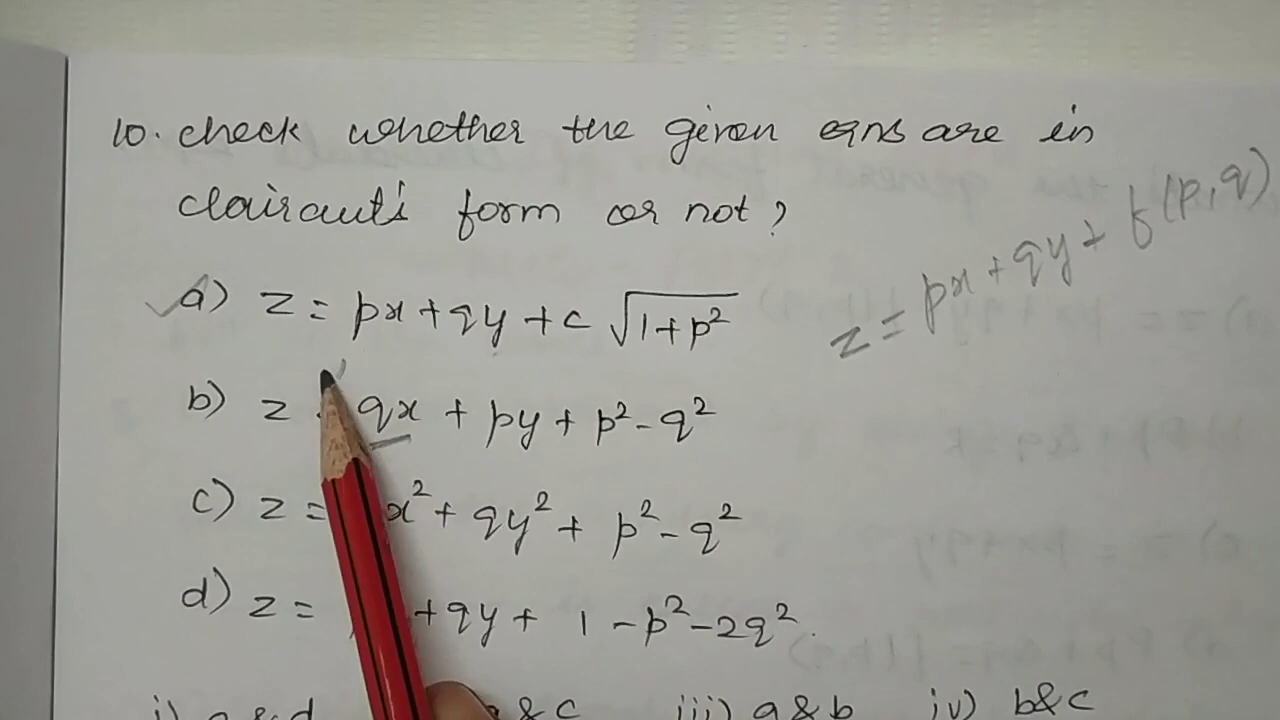 10. check whether the given eqns are in
clairaut's form or not?
z = px + qy + f(p,q)
a) z = px + qy + c √1+p²
b) z qx + py + p² - q²
c) z = x² + qy² + p² - q²
d) z = + qy + 1 - p² - 2q².
i) a & d &c iii) a & b iv) b&c